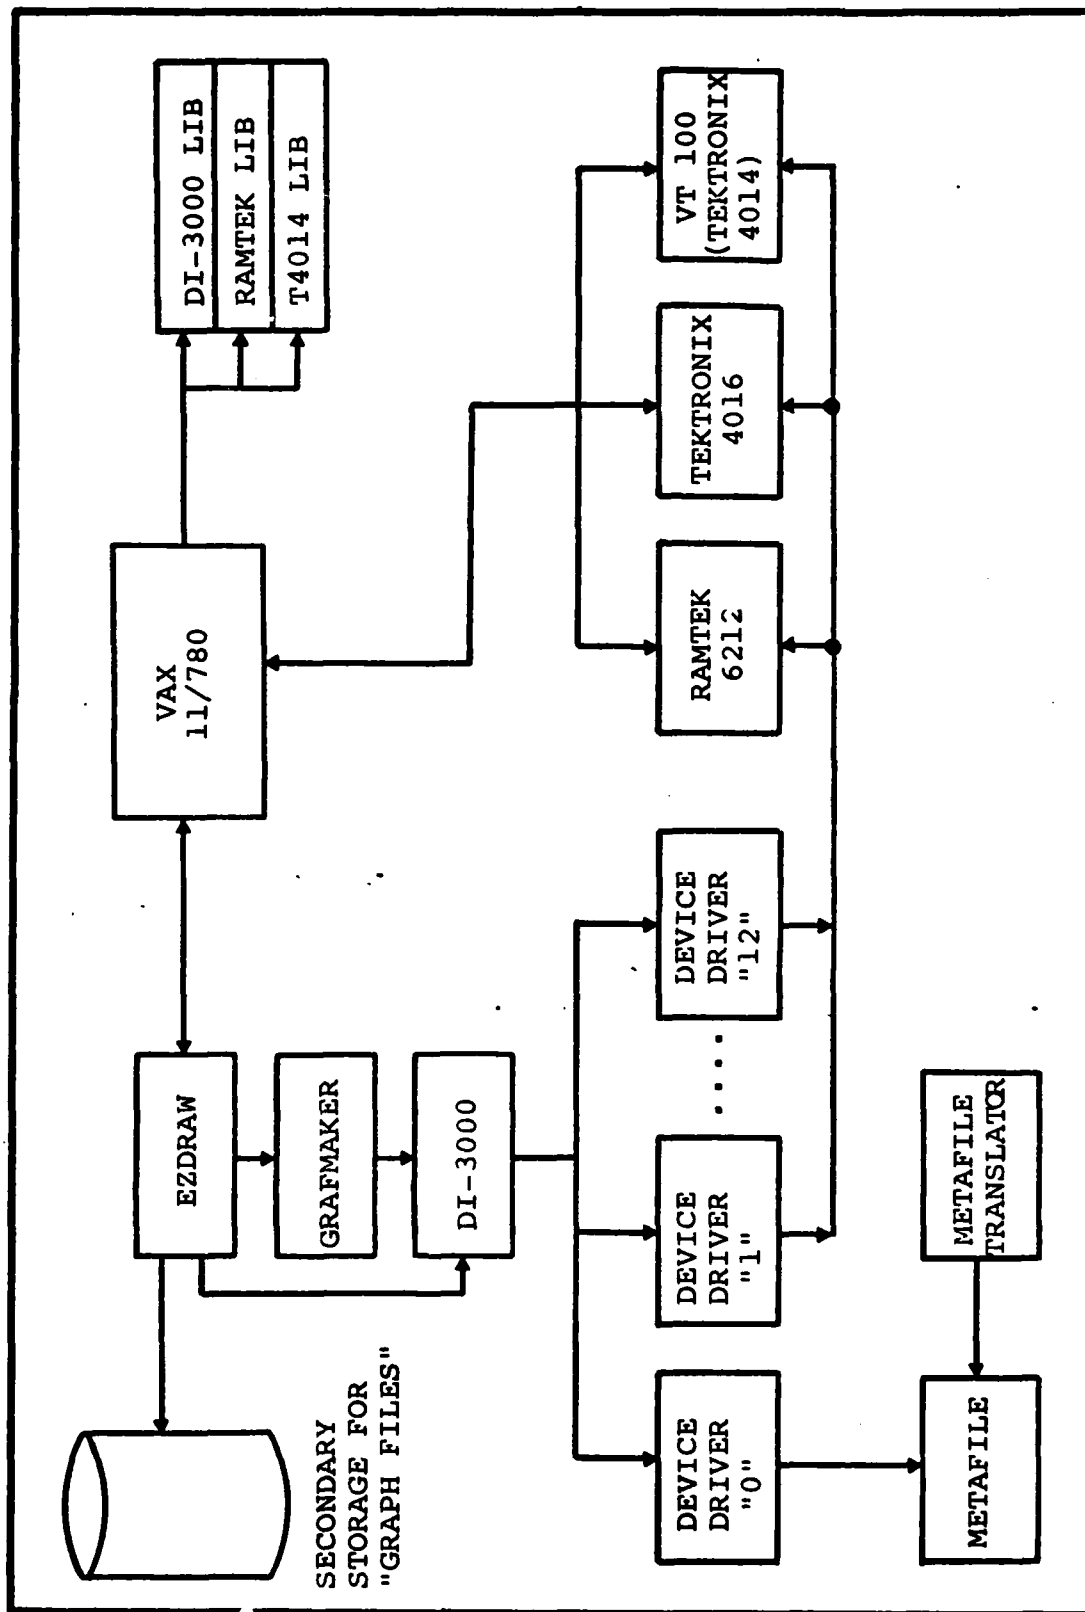 SECONDARY
STORAGE FOR
"GRAPH FILES"
EZDRAW
GRAFMAKER
DI-3000
VAX
11/780
DI-3000 LIB
RAMTEK LIB
T4014 LIB
DEVICE
DRIVER
"0"
DEVICE
DRIVER
"1"
.....
DEVICE
DRIVER
"12"
RAMTEK
6212
TEKTRONIX
4016
VT 100
(TEKTRONIX
4014)
METAFILE
METAFILE
TRANSLATOR